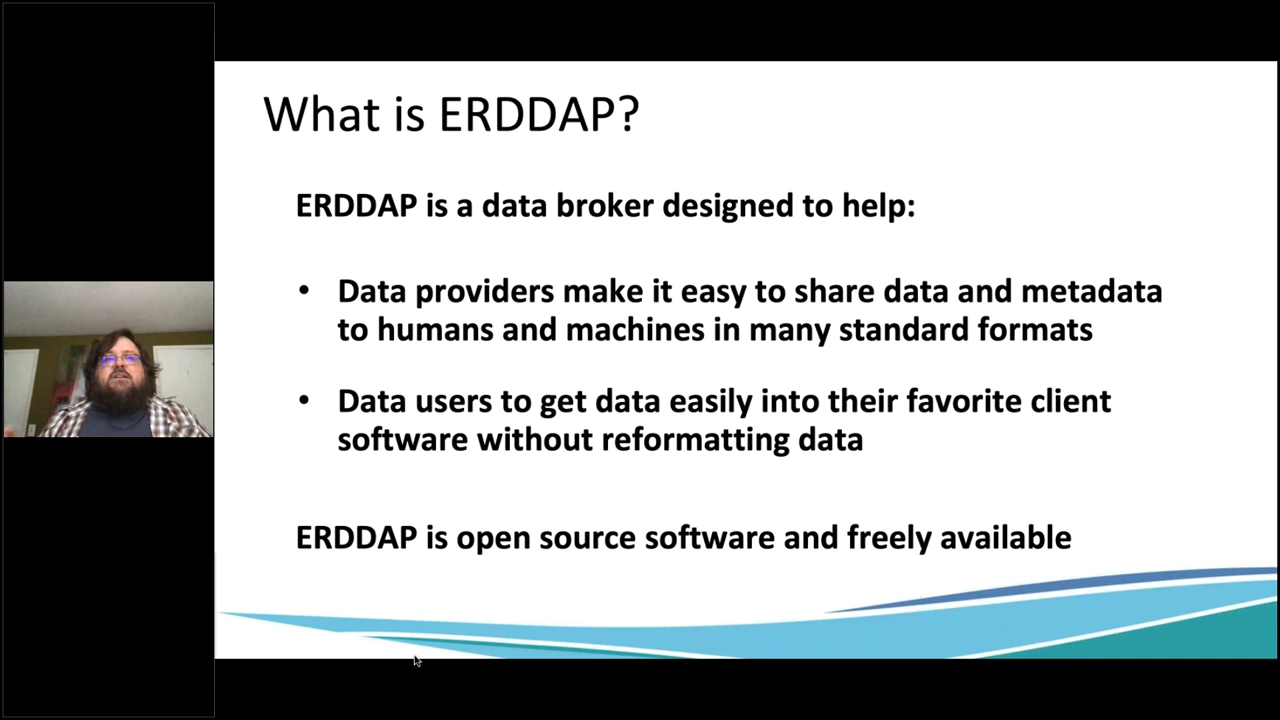 What is ERDDAP?
ERDDAP is a data broker designed to help:
• Data providers make it easy to share data and metadata
to humans and machines in many standard formats
• Data users to get data easily into their favorite client
software without reformatting data
ERDDAP is open source software and freely available